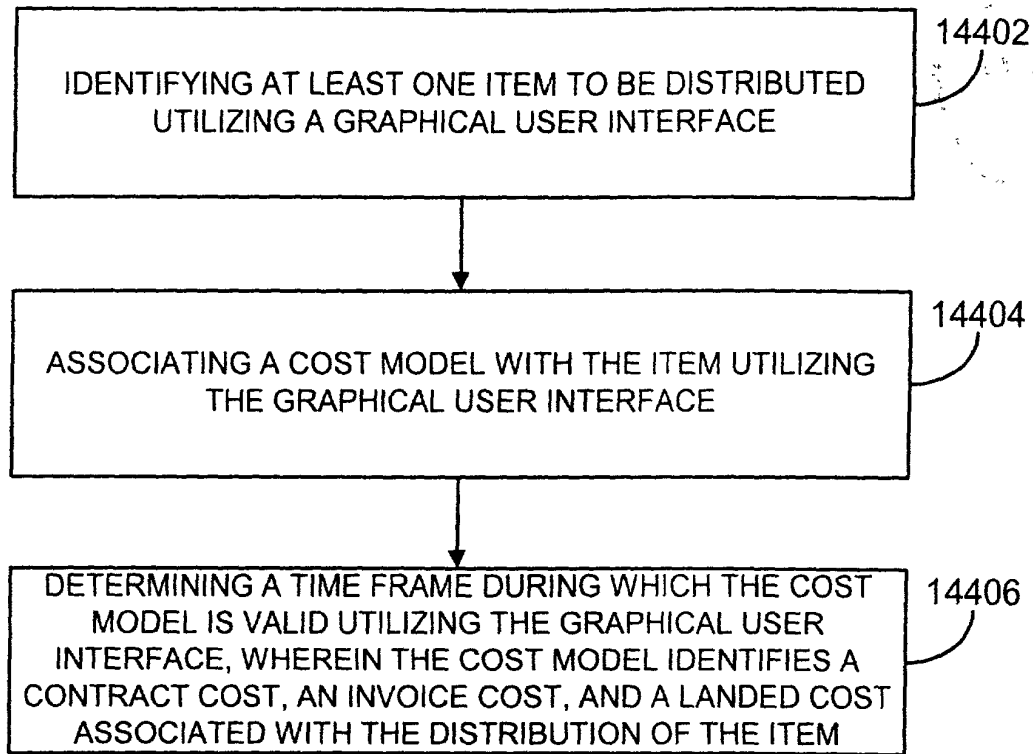 14402
IDENTIFYING AT LEAST ONE ITEM TO BE DISTRIBUTED
UTILIZING A GRAPHICAL USER INTERFACE
14404
ASSOCIATING A COST MODEL WITH THE ITEM UTILIZING
THE GRAPHICAL USER INTERFACE
14406
DETERMINING A TIME FRAME DURING WHICH THE COST
MODEL IS VALID UTILIZING THE GRAPHICAL USER
INTERFACE, WHEREIN THE COST MODEL IDENTIFIES A
CONTRACT COST, AN INVOICE COST, AND A LANDED COST
ASSOCIATED WITH THE DISTRIBUTION OF THE ITEM